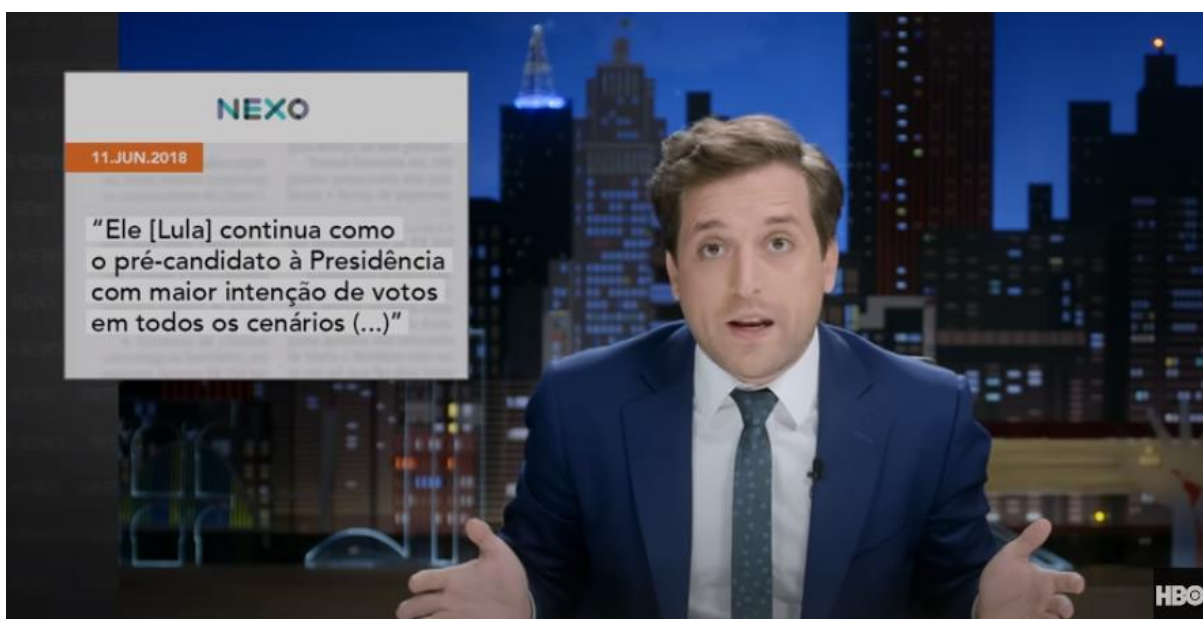 NEXO
11.JUN.2018
“Ele [Lula] continua como
o pré-candidato à Presidência
com maior intenção de votos
em todos os cenários (...)”
HBO